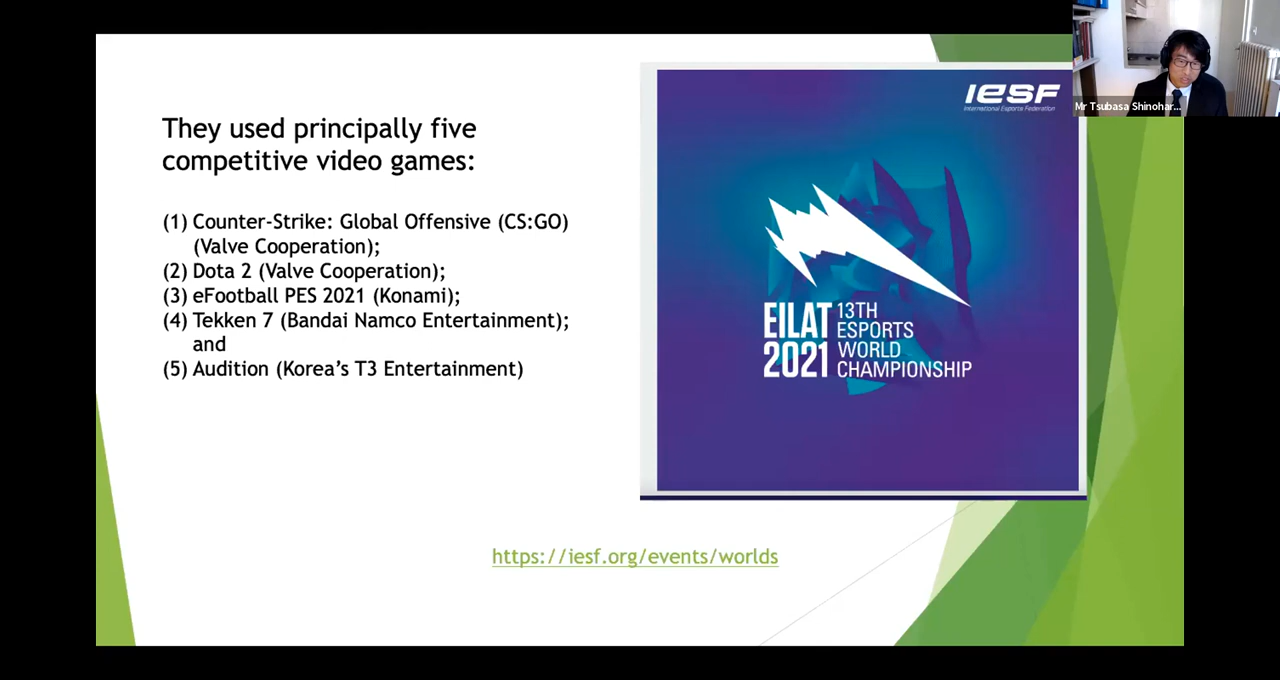 They used principally five
competitive video games:
(1) Counter-Strike: Global Offensive (CS:GO)
(Valve Cooperation);
(2) Dota 2 (Valve Cooperation);
(3) eFootball PES 2021 (Konami);
(4) Tekken 7 (Bandai Namco Entertainment);
and
(5) Audition (Korea’s T3 Entertainment)
IESF
International Esports Federation
EILAT
2021
13TH
ESPORTS
WORLD
CHAMPIONSHIP
https://iesf.org/events/worlds
Mr Tsubasa Shinohar...